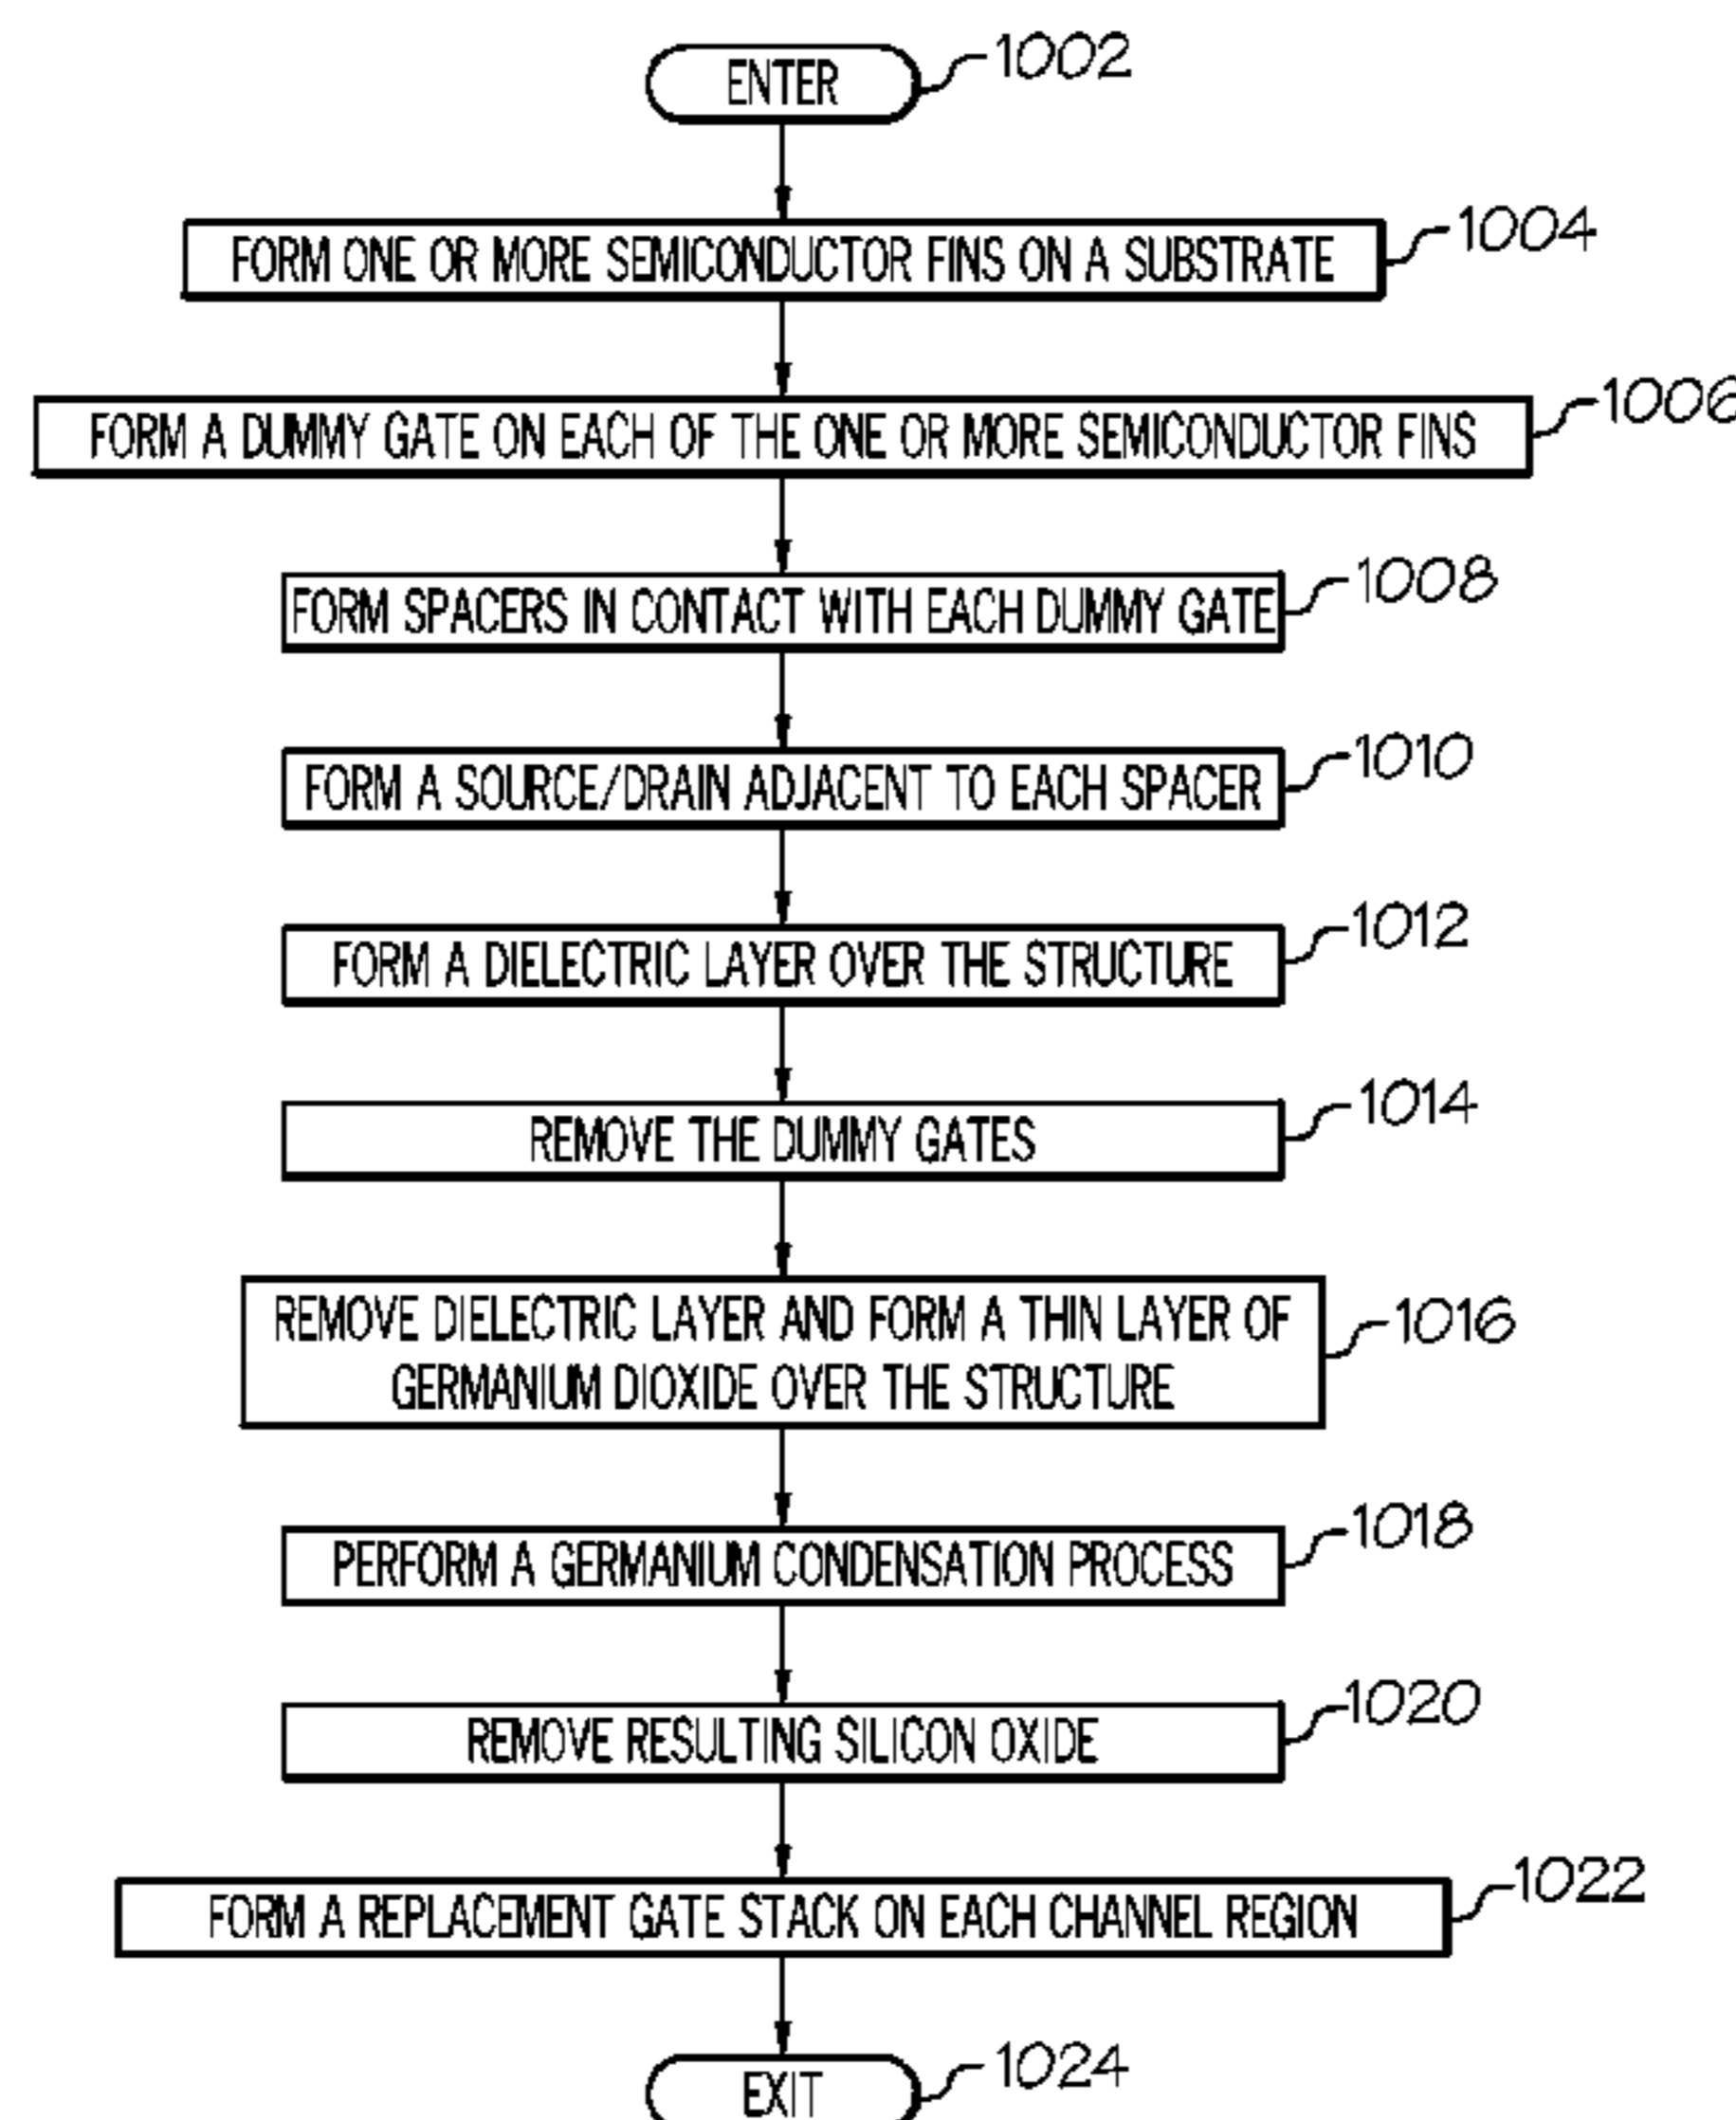 ENTER
1002
FORM ONE OR MORE SEMICONDUCTOR FINS ON A SUBSTRATE
1004
FORM A DUMMY GATE ON EACH OF THE ONE OR MORE SEMICONDUCTOR FINS
1006
FORM SPACERS IN CONTACT WITH EACH DUMMY GATE
1008
FORM A SOURCE/DRAIN ADJACENT TO EACH SPACER
1010
FORM A DIELECTRIC LAYER OVER THE STRUCTURE
1012
REMOVE THE DUMMY GATES
1014
REMOVE DIELECTRIC LAYER AND FORM A THIN LAYER OF
GERMANIUM DIOXIDE OVER THE STRUCTURE
1016
PERFORM A GERMANIUM CONDENSATION PROCESS
1018
REMOVE RESULTING SILICON OXIDE
1020
FORM A REPLACEMENT GATE STACK ON EACH CHANNEL REGION
1022
EXIT
1024